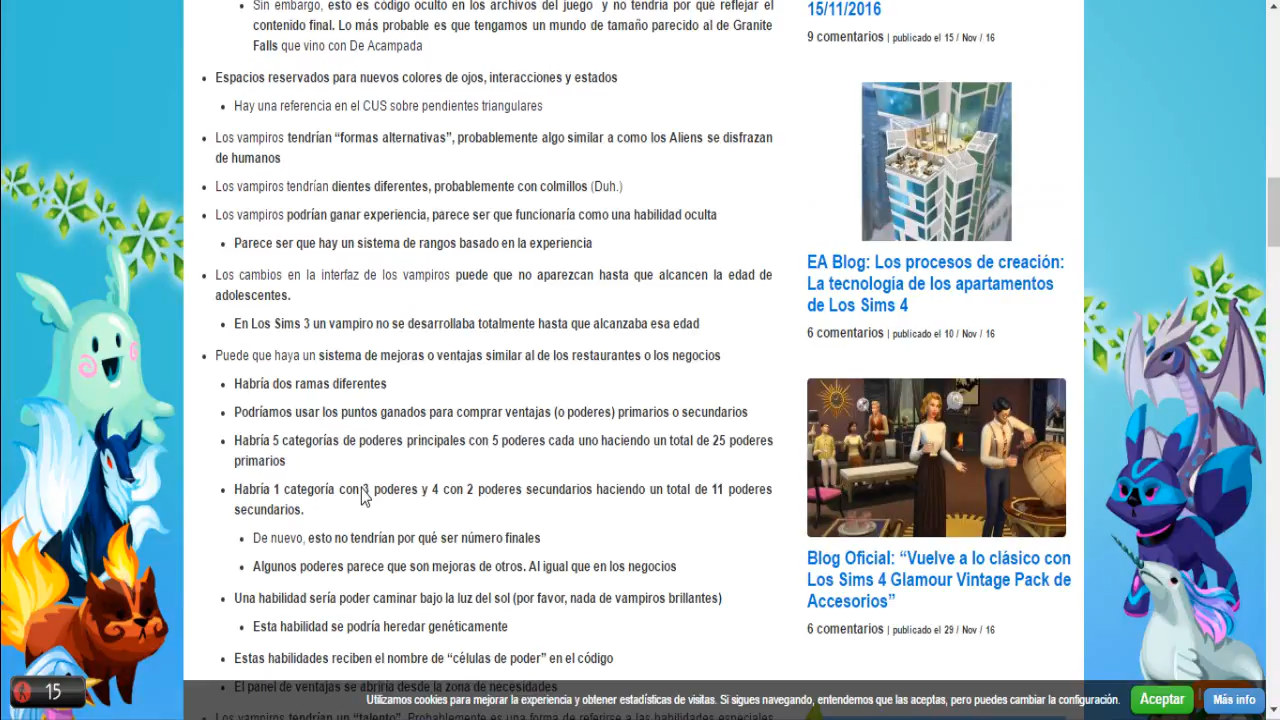 Sin embargo, esto es código oculto en los archivos del juego y no tendría por qué reflejar el
contenido final. Lo más probable es que tengamos un mundo de tamaño parecido al de Granite
Falls que vino con De Acampada
Espacios reservados para nuevos colores de ojos, interacciones y estados
Hay una referencia en el CUS sobre pendientes triangulares
Los vampiros tendrían “formas alternativas”, probablemente algo similar a como los Aliens se disfrazan
de humanos
Los vampiros tendrían dientes diferentes, probablemente con colmillos (Duh.)
Los vampiros podrían ganar experiencia, parece ser que funcionaría como una habilidad oculta
Parece ser que hay un sistema de rangos basado en la experiencia
Los cambios en la interfaz de los vampiros puede que no aparezcan hasta que alcancen la edad de
adolescentes.
En Los Sims 3 un vampiro no se desarrollaba totalmente hasta que alcanzaba esa edad
Puede que haya un sistema de mejoras o ventajas similar al de los restaurantes o los negocios
Habría dos ramas diferentes
Podríamos usar los puntos ganados para comprar ventajas (o poderes) primarios o secundarios
Habría 5 categorías de poderes principales con 5 poderes cada uno haciendo un total de 25 poderes
primarios
Habría 1 categoría con 3 poderes y 4 con 2 poderes secundarios haciendo un total de 11 poderes
secundarios.
De nuevo, esto no tendrían por qué ser número finales
Algunos poderes parece que son mejoras de otros. Al igual que en los negocios
Una habilidad sería poder caminar bajo la luz del sol (por favor, nada de vampiros brillantes)
Esta habilidad se podría heredar genéticamente
Estas habilidades reciben el nombre de “células de poder” en el código
El panel de ventajas se abriría desde la zona de necesidades
Los vampiros tendrían un “talento”. Probablemente es una forma de referirse a las habilidades especiales
15/11/2016
9 comentarios | publicado el 15 / Nov / 16
EA Blog: Los procesos de creación:
La tecnología de los apartamentos
de Los Sims 4
6 comentarios | publicado el 10 / Nov / 16
Blog Oficial: “Vuelve a lo clásico con
Los Sims 4 Glamour Vintage Pack de
Accesorios”
6 comentarios | publicado el 29 / Nov / 16
15
Utilizamos cookies para mejorar la experiencia y obtener estadísticas de visitas. Si sigues navegando, entendemos que las aceptas, pero puedes cambiar la configuración.
Aceptar
Más info